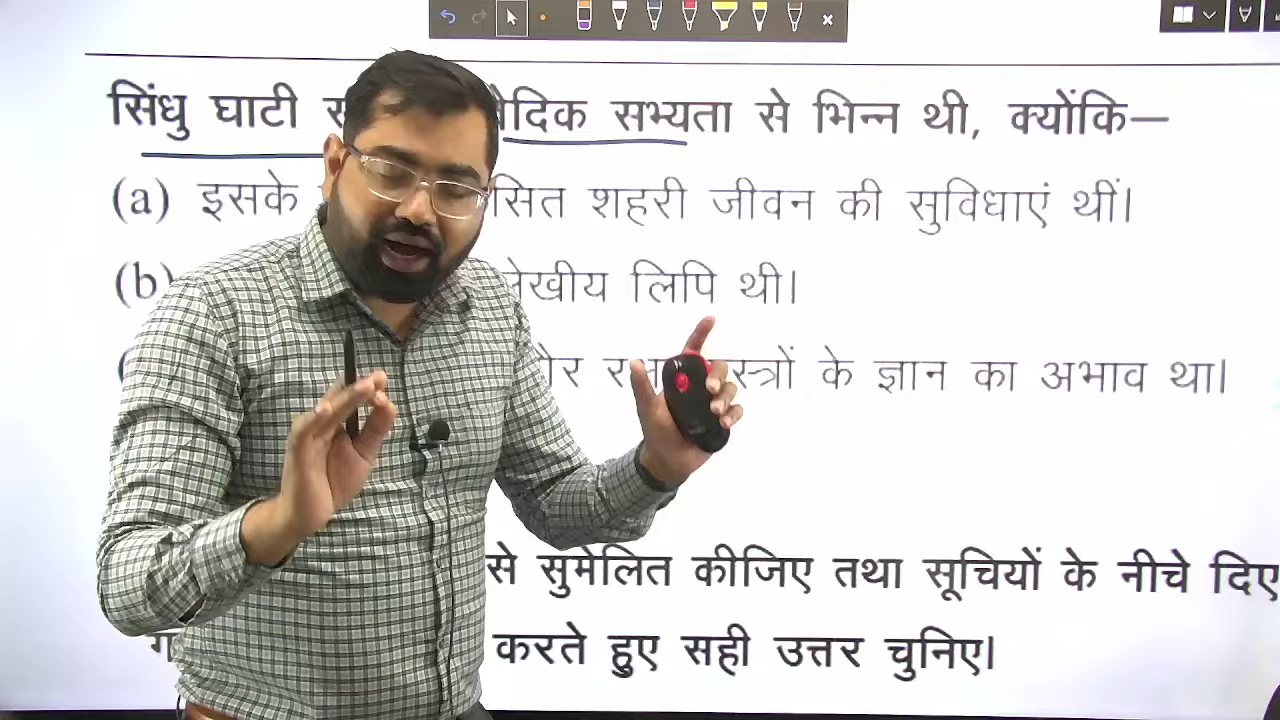 सिंधु घाटी वैदिक सभ्यता से भिन्न थी, क्योंकि—
(a) इसके शहरी जीवन की सुविधाएं थीं।
(b) लिपि थी।
के ज्ञान का अभाव था।
से सुमेलित कीजिए तथा सूचियों के नीचे दिए
करते हुए सही उत्तर चुनिए।